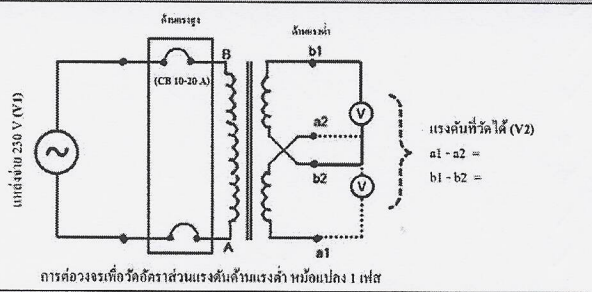 ด้านแรงสูง
ด้านแรงต่ำ
B
b1
(CB 10-20 A)
V
แหล่งจ่าย 230 V (V1)
a2
แรงดันที่วัดได้ (V2)
a1 - a2 =
b2
b1 - b2 =
V
A
a1
การต่อวงจรเพื่อวัดอัตราส่วนแรงดันด้านแรงต่ำ หม้อแปลง 1 เฟส